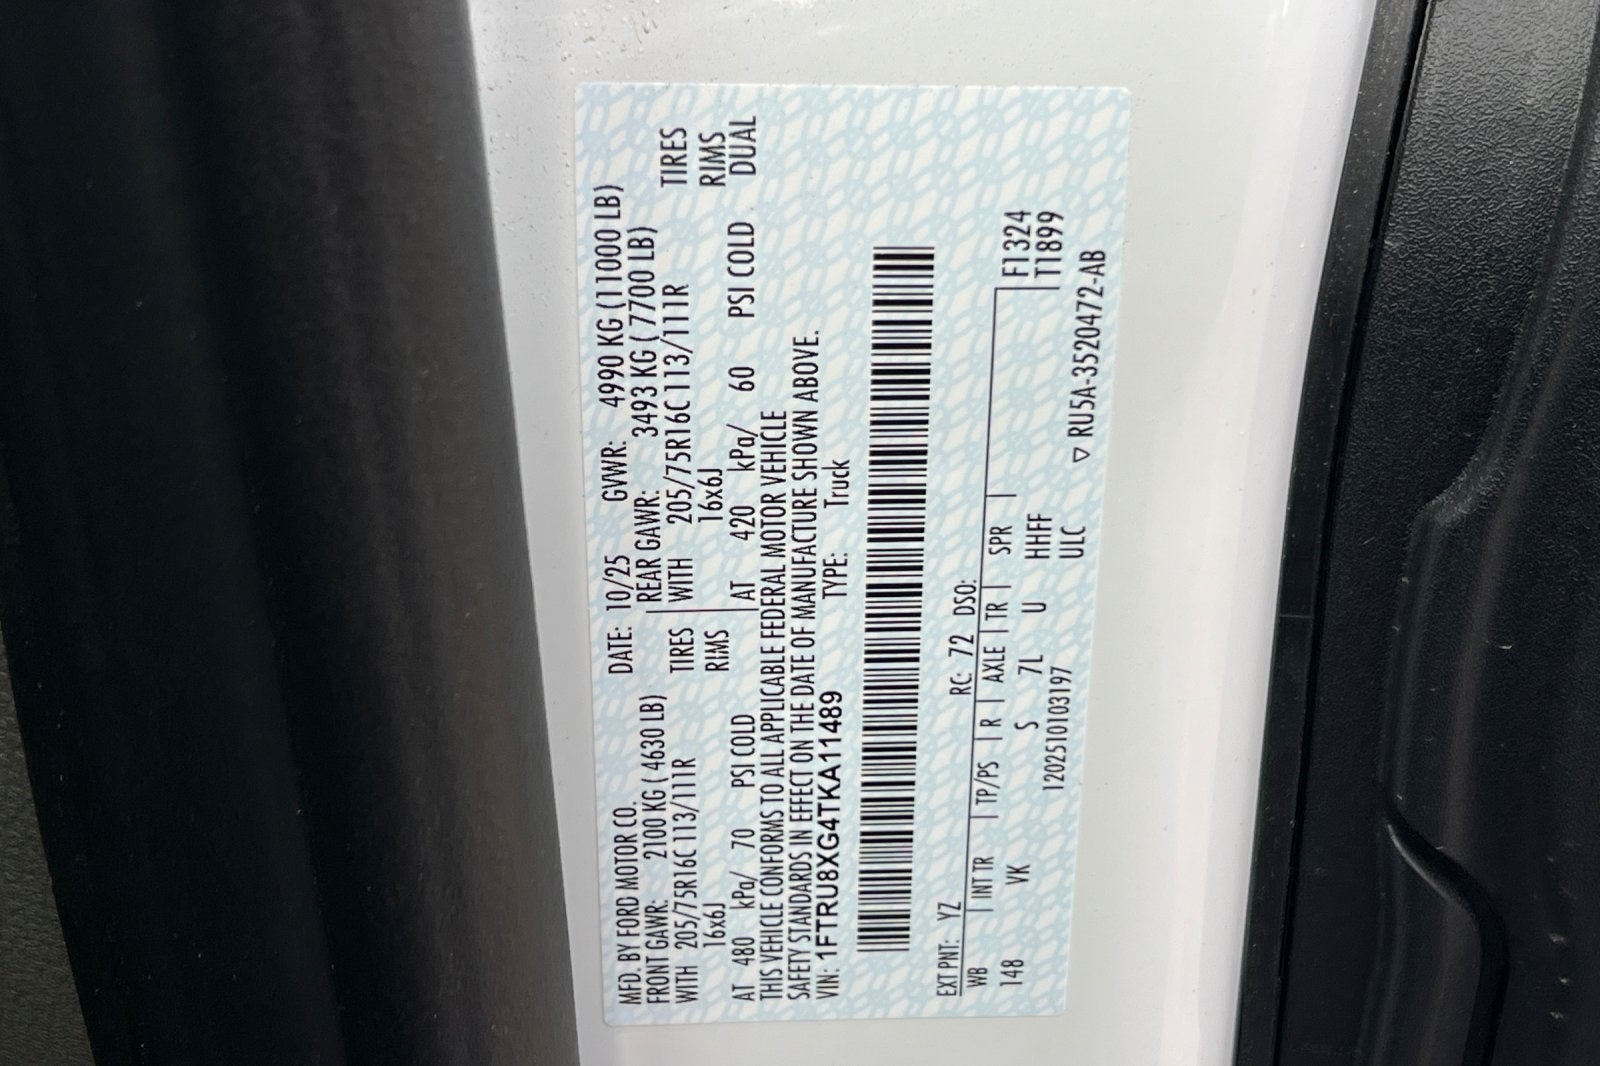 MFD. BY FORD MOTOR CO. DATE: 10/25 GVWR: 4990 KG (11000 LB)
FRONT GAWR: 2100 KG ( 4630 LB) REAR GAWR: 3493 KG ( 7700 LB)
WITH 205/75R16C 113/111R TIRES WITH 205/75R16C 113/111R TIRES
16x6J RIMS 16x6J RIMS
AT 480 kPa/ 70 PSI COLD AT 420 kPa/ 60 PSI COLD DUAL
THIS VEHICLE CONFORMS TO ALL APPLICABLE FEDERAL MOTOR VEHICLE
SAFETY STANDARDS IN EFFECT ON THE DATE OF MANUFACTURE SHOWN ABOVE.
VIN: 1FTRU8XG4TKA11489 TYPE: Truck
EXT PNT: YZ RC: 72 DSO:
WB INT TR TP/PS R AXLE TR SPR F1324
148 VK S 7L U HHFF T1899
1202510103197 ULC
▽ RU5A-3520472-AB